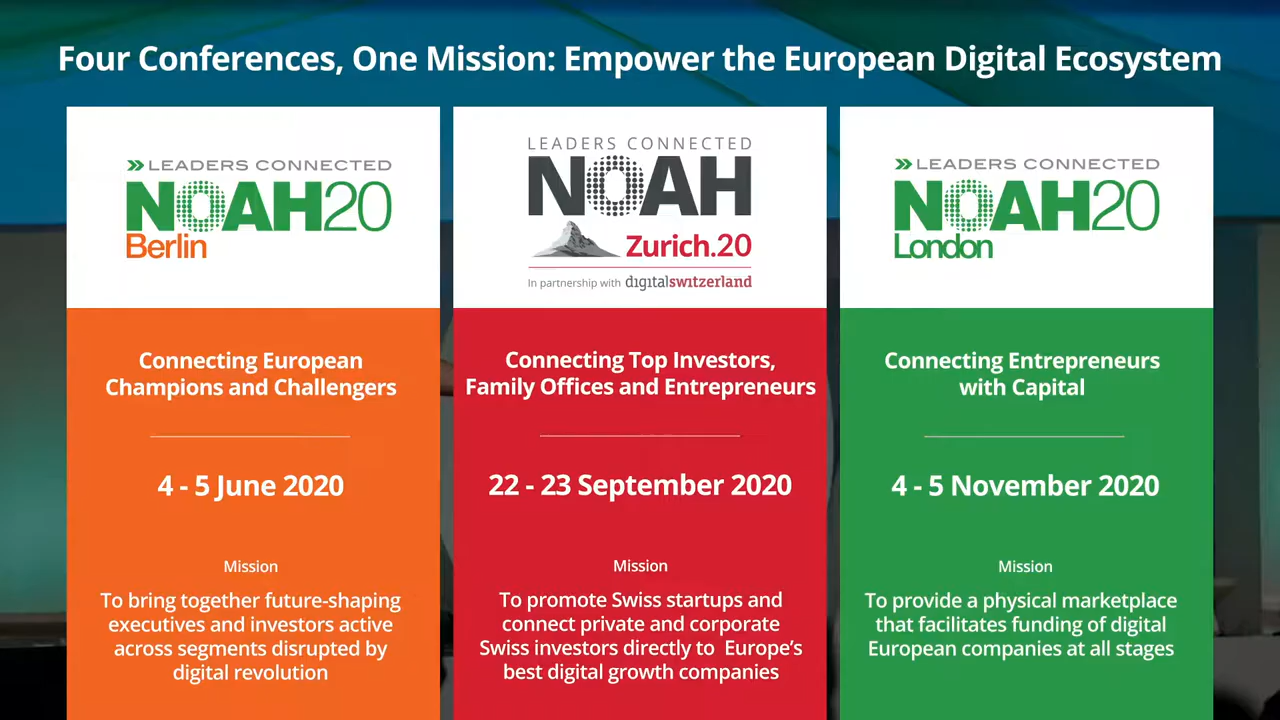 Four Conferences, One Mission: Empower the European Digital Ecosystem
LEADERS CONNECTED
NOAH20
Berlin
Connecting European
Champions and Challengers
4 - 5 June 2020
Mission
To bring together future-shaping
executives and investors active
across segments disrupted by
digital revolution
LEADERS CONNECTED
NOAH
Zurich.20
In partnership with digitalswitzerland
Connecting Top Investors,
Family Offices and Entrepreneurs
22 - 23 September 2020
Mission
To promote Swiss startups and
connect private and corporate
Swiss investors directly to Europe's
best digital growth companies
LEADERS CONNECTED
NOAH20
London
Connecting Entrepreneurs
with Capital
4 - 5 November 2020
Mission
To provide a physical marketplace
that facilitates funding of digital
European companies at all stages